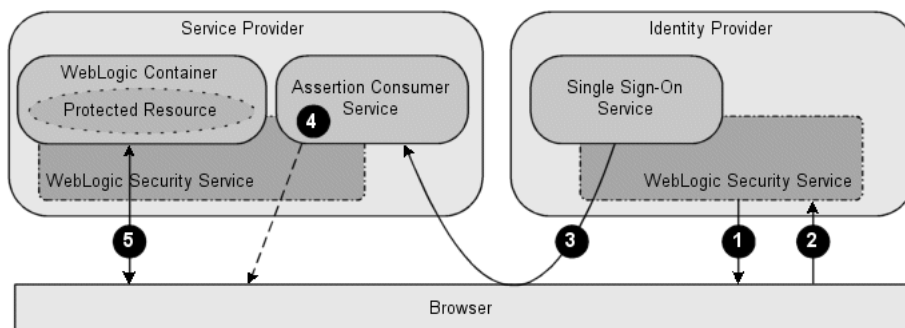 Service Provider
WebLogic Container
Protected Resource
Assertion Consumer
Service
4
WebLogic Security Service
5
Identity Provider
Single Sign-On
Service
WebLogic Security Service
3
1
2
Browser